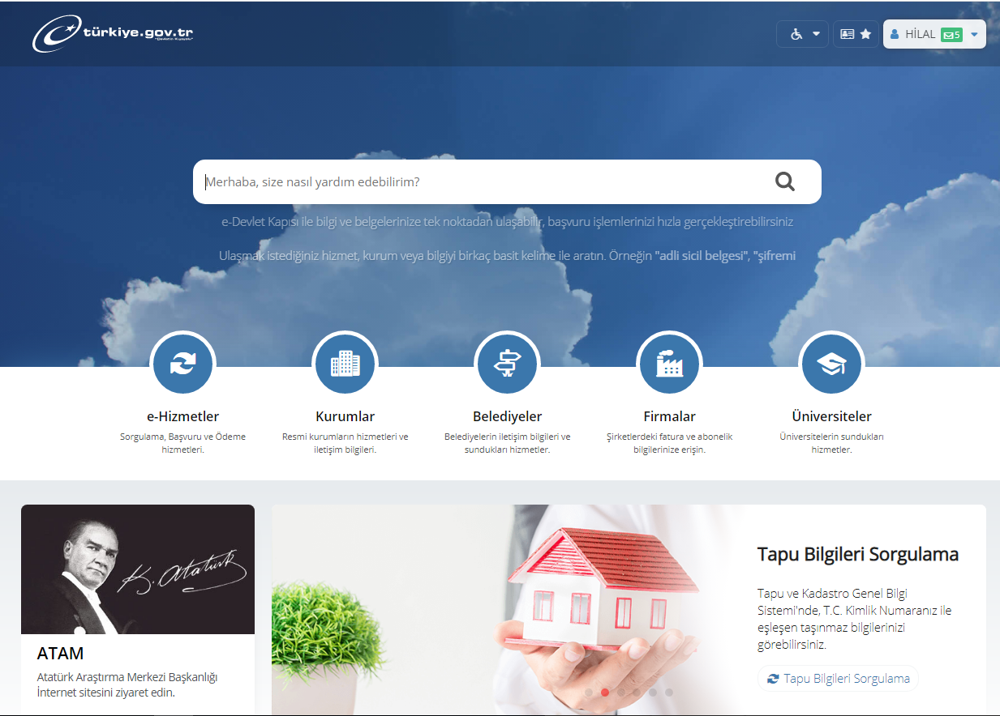 türkiye.gov.tr
HİLAL 5
Merhaba, size nasıl yardım edebilirim?
e-Devlet Kapısı ile bilgi ve belgelerinize tek noktadan ulaşabilir, başvuru işlemlerinizi hızla gerçekleştirebilirsiniz
Ulaşmak istediğiniz hizmet, kurum veya bilgiyi birkaç basit kelime ile aratın. Örneğin "adli sicil belgesi", "şifremi
e-Hizmetler
Sorgulama, Başvuru ve Ödeme
hizmetleri.
Kurumlar
Resmi kurumların hizmetleri ve
iletişim bilgileri.
Belediyeler
Belediyelerin iletişim bilgileri ve
sundukları hizmetler.
Firmalar
Şirketlerdeki fatura ve abonelik
bilgilerinize erişin.
Üniversiteler
Üniversitelerin sundukları
hizmetler.
K. Atatürk
ATAM
Atatürk Araştırma Merkezi Başkanlığı
İnternet sitesini ziyaret edin.
Tapu Bilgileri Sorgulama
Tapu ve Kadastro Genel Bilgi
Sistemi'nde, T.C. Kimlik Numaranız ile
eşleşen taşınmaz bilgilerinizi
görebilirsiniz.
Tapu Bilgileri Sorgulama